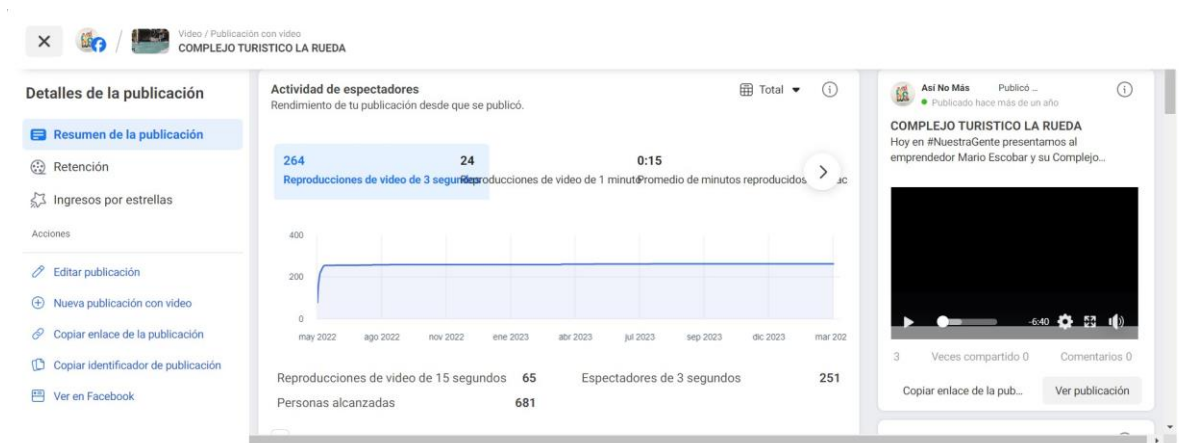 Video / Publicación con video
COMPLEJO TURISTICO LA RUEDA
Detalles de la publicación
Resumen de la publicación
Retención
Ingresos por estrellas
Acciones
Editar publicación
Nueva publicación con video
Copiar enlace de la publicación
Copiar identificador de publicación
Ver en Facebook
Actividad de espectadores
Total
Rendimiento de tu publicación desde que se publicó.
264
24
0:15
Reproducciones de video de 3 segundos
Reproducciones de video de 1 minuto
Promedio de minutos reproducidos
400
200
0
may 2022 ago 2022 nov 2022 ene 2023 abr 2023 jul 2023 sep 2023 dic 2023 mar 202
Reproducciones de video de 15 segundos 65
Espectadores de 3 segundos 251
Personas alcanzadas 681
Así No Más Publicó ...
Publicado hace más de un año
COMPLEJO TURISTICO LA RUEDA
Hoy en #NuestraGente presentamos al
emprendedor Mario Escobar y su Complejo...
-6:40
3 Veces compartido 0 Comentarios 0
Copiar enlace de la pub... Ver publicación